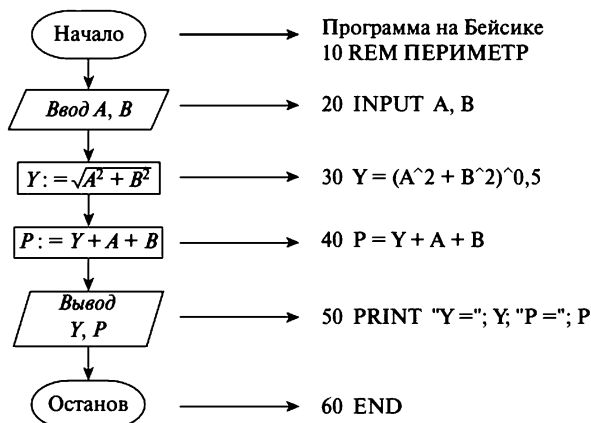 Начало
Программа на Бейсике
10 REM ПЕРИМЕТР
Ввод A, B
20 INPUT A, B
Y := √A² + B²
30 Y = (A^2 + B^2)^0,5
P := Y + A + B
40 P = Y + A + B
Вывод
Y, P
50 PRINT "Y ="; Y; "P ="; P
Останов
60 END